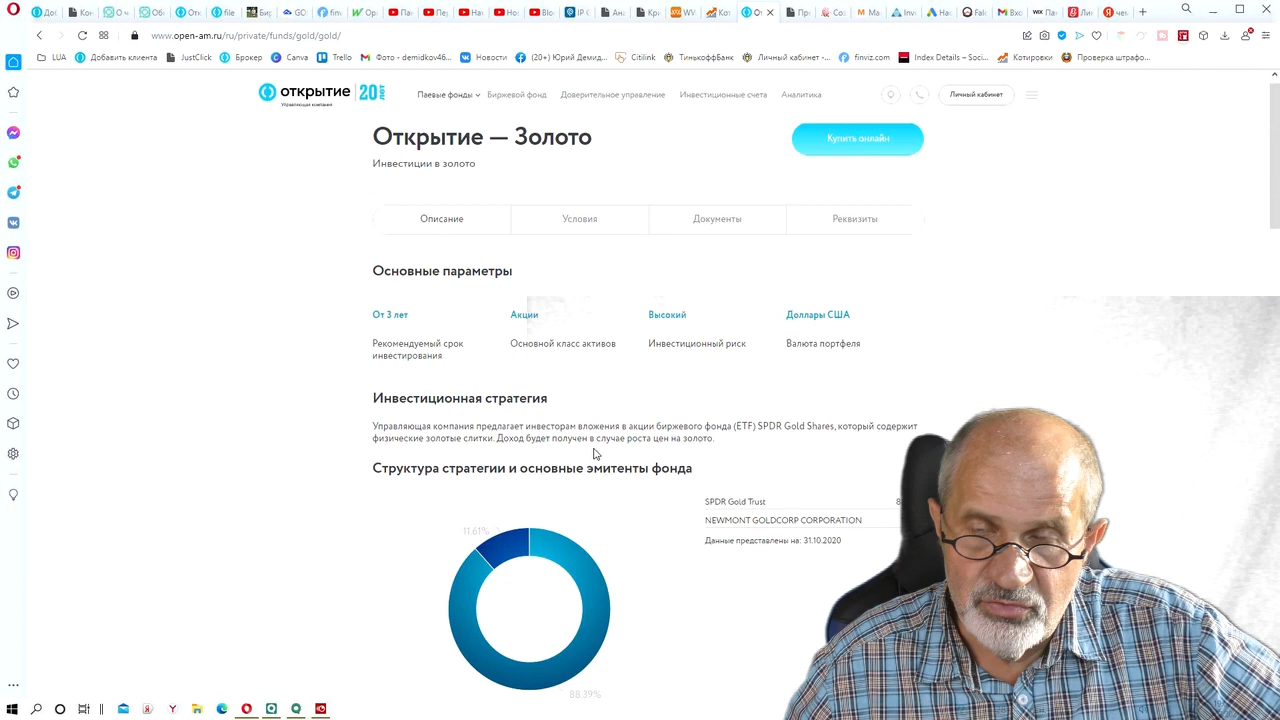 www.open-am.ru/ru/private/funds/gold/gold/
LUA
Добавить клиента
JustClick
Брокер
Canva
Trello
Фото - demidkov46...
Новости
(20+) Юрий Демид...
Citilink
ТинькоффБанк
Личный кабинет -...
finviz.com
Index Details – Soci...
Котировки
Проверка штрафо...
открытие
Управляющая компания
20 лет
Паевые фонды
Биржевой фонд
Доверительное управление
Инвестиционные счета
Аналитика
Личный кабинет
Открытие — Золото
Купить онлайн
Инвестиции в золото
Описание
Условия
Документы
Реквизиты
Основные параметры
От 3 лет
Акции
Высокий
Доллары США
Рекомендуемый срок
инвестирования
Основной класс активов
Инвестиционный риск
Валюта портфеля
Инвестиционная стратегия
Управляющая компания предлагает инвесторам вложения в акции биржевого фонда (ETF) SPDR Gold Shares, который содержит
физические золотые слитки. Доход будет получен в случае роста цен на золото.
Структура стратегии и основные эмитенты фонда
SPDR Gold Trust
8
NEWMONT GOLDCORP CORPORATION
Данные представлены на: 31.10.2020
11.61%
88.39%